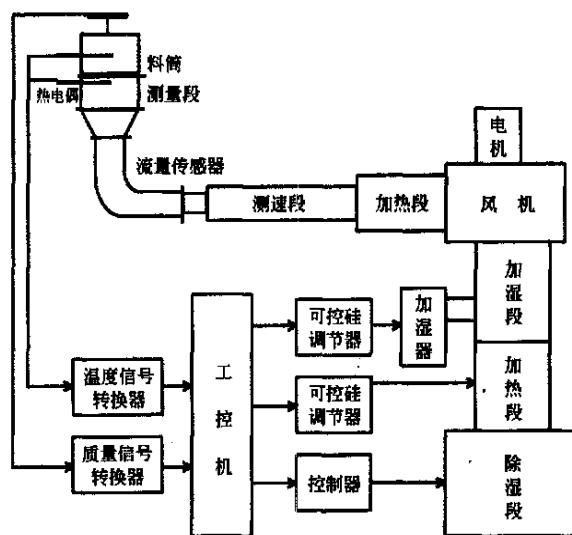 料筒
热电偶
测量段
电
机
流量传感器
测速段
加热段
风 机
加
湿
段
可控硅
调节器
加
湿
器
工
控
机
温度信号
转换器
可控硅
调节器
加
热
段
质量信号
转换器
控制器
除
湿
段